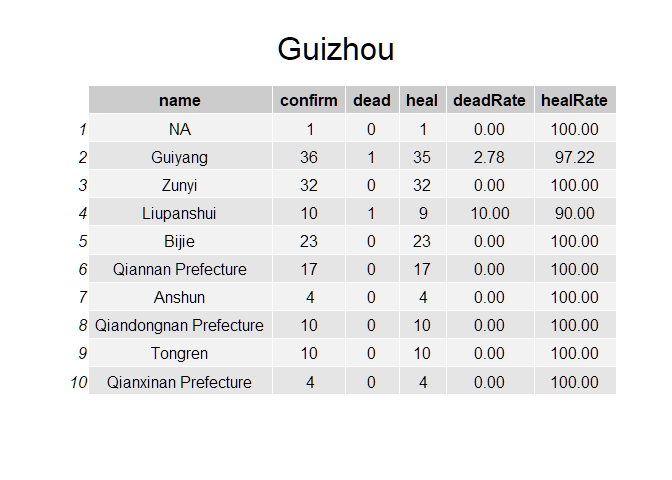 Guizhou
name confirm dead heal deadRate healRate
1 NA 1 0 1 0.00 100.00
2 Guiyang 36 1 35 2.78 97.22
3 Zunyi 32 0 32 0.00 100.00
4 Liupanshui 10 1 9 10.00 90.00
5 Bijie 23 0 23 0.00 100.00
6 Qiannan Prefecture 17 0 17 0.00 100.00
7 Anshun 4 0 4 0.00 100.00
8 Qiandongnan Prefecture 10 0 10 0.00 100.00
9 Tongren 10 0 10 0.00 100.00
10 Qianxinan Prefecture 4 0 4 0.00 100.00